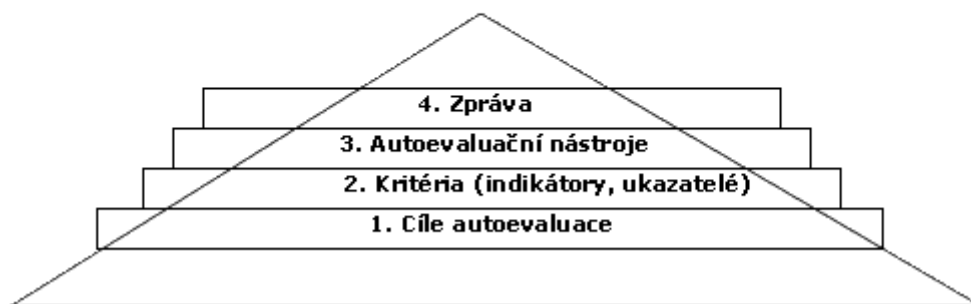 4. Zpráva
3. Autoevaluační nástroje
2. Kritéria (indikátory, ukazatelé)
1. Cíle autoevaluace